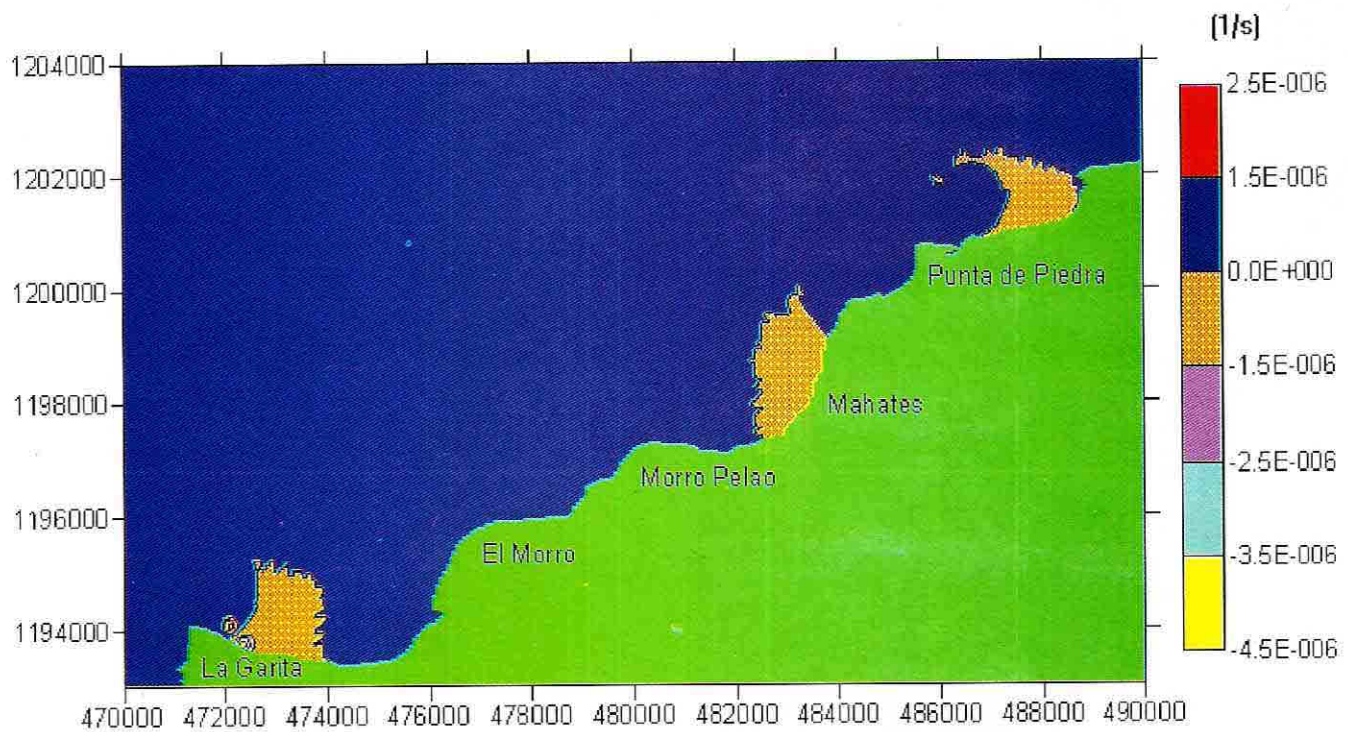 (1/s)
1204000
1202000
1200000
1198000
1196000
1194000
2.5E-006
1.5E-006
0.0E+000
-1.5E-006
-2.5E-006
-3.5E-006
-4.5E-006
Punta de Piedra
Mahates
Morro Pelao
El Morro
La Garita
470000 472000 474000 476000 478000 480000 482000 484000 486000 488000 490000